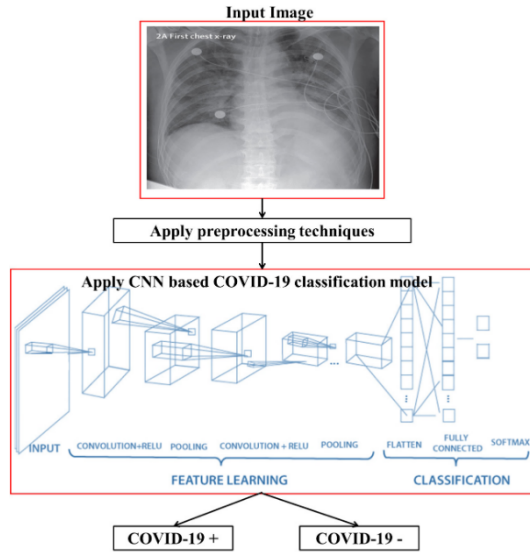 Input Image
2A First chest x-ray
Apply preprocessing techniques
Apply CNN based COVID-19 classification model
...
INPUT
CONVOLUTION+RELU
POOLING
CONVOLUTION + RELU
POOLING
FLATTEN
FULLY
CONNECTED
SOFTMAX
FEATURE LEARNING
CLASSIFICATION
COVID-19 +
COVID-19 -